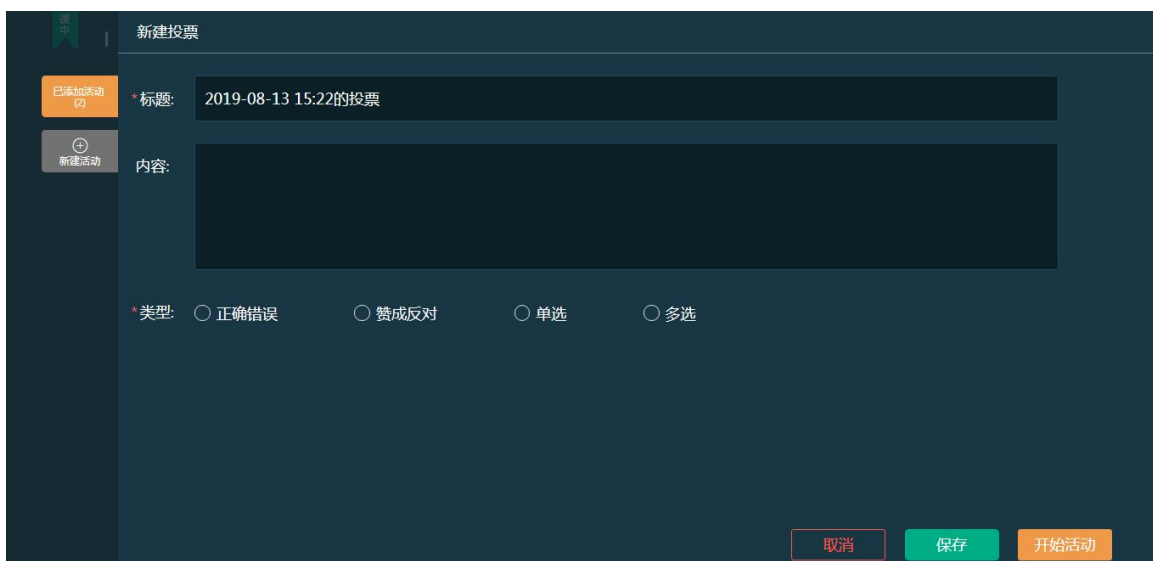 课
中
新建投票
已添加活动
(2)
*标题: 2019-08-13 15:22的投票
新建活动
内容:
*类型: 正确错误 赞成反对 单选 多选
取消 保存 开始活动